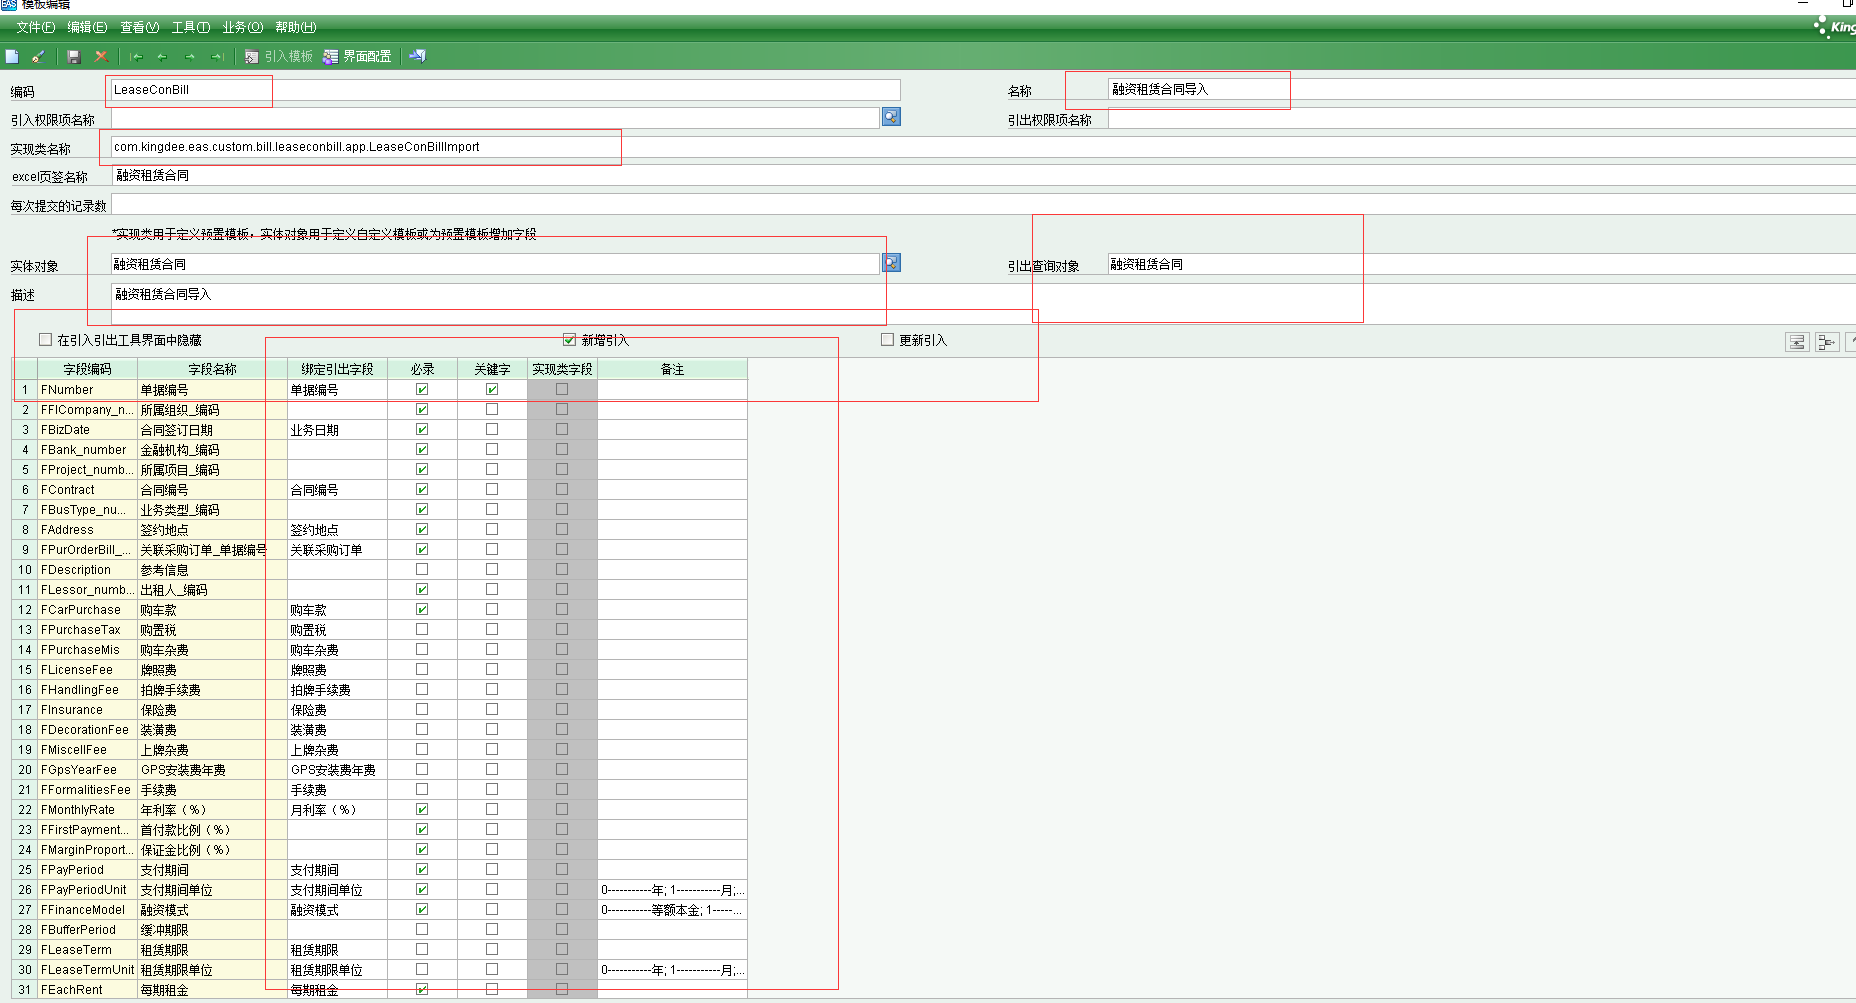 EAS 模板编辑
文件(F) 编辑(E) 查看(V) 工具(T) 业务(O) 帮助(H)
King
引入模板 界面配置
编码 LeaseConBill 名称 融资租赁合同导入
引入权限项名称 引出权限项名称
实现类名称 com.kingdee.eas.custom.bill.leaseconbill.app.LeaseConBillImport
excel页签名称 融资租赁合同
每次提交的记录数
*实现类用于定义预置模板，实体对象用于定义自定义模板或为预置模板增加字段
实体对象 融资租赁合同 引出查询对象 融资租赁合同
描述 融资租赁合同导入
在引入引出工具界面中隐藏 新增引入 更新引入
字段编码 字段名称 绑定引出字段 必录 关键字 实现类字段 备注
1 FNumber 单据编号 单据编号
2 FFICompany_n... 所属组织_编码
3 FBizDate 合同签订日期 业务日期
4 FBank_number 金融机构_编码
5 FProject_numb... 所属项目_编码
6 FContract 合同编号 合同编号
7 FBusType_nu... 业务类型_编码
8 FAddress 签约地点 签约地点
9 FPurOrderBill_... 关联采购订单_单据编号 关联采购订单
10 FDescription 参考信息
11 FLessor_numb... 出租人_编码
12 FCarPurchase 购车款 购车款
13 FPurchaseTax 购置税 购置税
14 FPurchaseMis 购车杂费 购车杂费
15 FLicenseFee 牌照费 牌照费
16 FHandlingFee 拍牌手续费 拍牌手续费
17 FInsurance 保险费 保险费
18 FDecorationFee 装潢费 装潢费
19 FMiscellFee 上牌杂费 上牌杂费
20 FGpsYearFee GPS安装费年费 GPS安装费年费
21 FFormalitiesFee 手续费 手续费
22 FMonthlyRate 年利率（%） 月利率（%）
23 FFirstPayment... 首付款比例（%）
24 FMarginProport... 保证金比例（%）
25 FPayPeriod 支付期间 支付期间
26 FPayPeriodUnit 支付期间单位 支付期间单位 0-----------年; 1-----------月;...
27 FFinanceModel 融资模式 融资模式 0-----------等额本金; 1-----...
28 FBufferPeriod 缓冲期限
29 FLeaseTerm 租赁期限 租赁期限
30 FLeaseTermUnit 租赁期限单位 租赁期限单位 0-----------年; 1-----------月;...
31 FEachRent 每期租金 每期租金